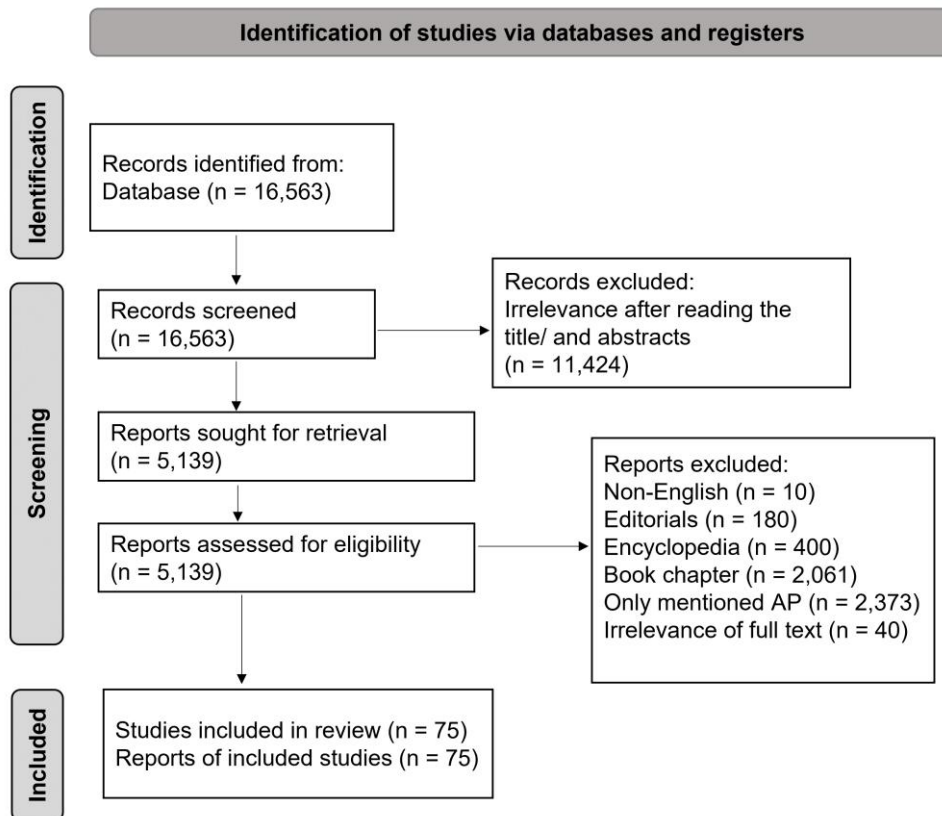 Identification of studies via databases and registers
Identification
Records identified from:
Database (n = 16,563)
Screening
Records screened
(n = 16,563)
Records excluded:
Irrelevance after reading the
title/ and abstracts
(n = 11,424)
Reports sought for retrieval
(n = 5,139)
Reports assessed for eligibility
(n = 5,139)
Reports excluded:
Non-English (n = 10)
Editorials (n = 180)
Encyclopedia (n = 400)
Book chapter (n = 2,061)
Only mentioned AP (n = 2,373)
Irrelevance of full text (n = 40)
Included
Studies included in review (n = 75)
Reports of included studies (n = 75)